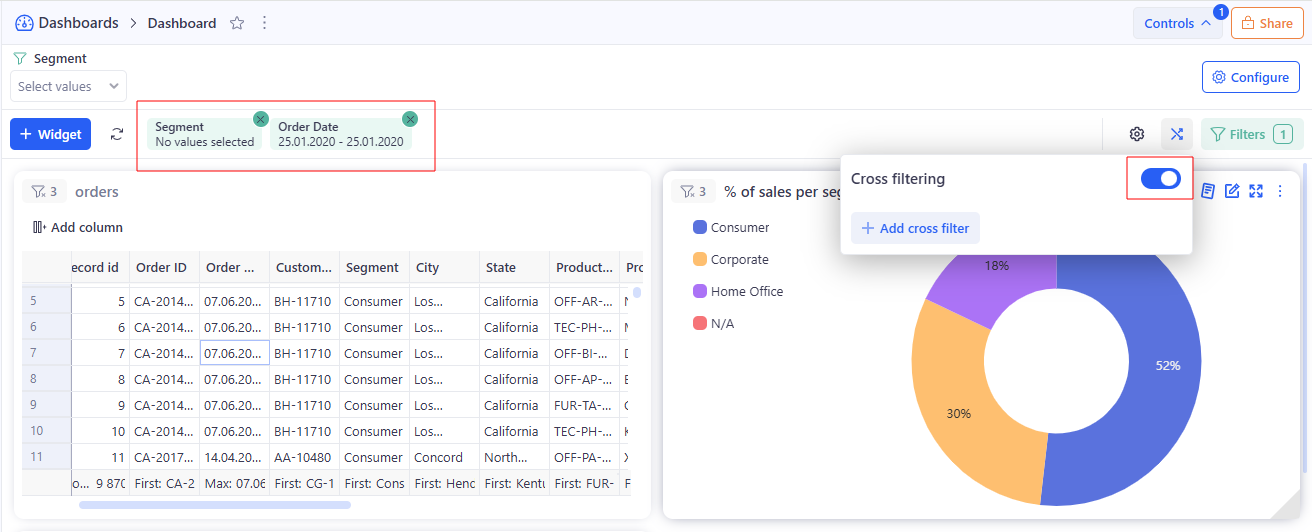 Dashboards > Dashboard
Controls 1
Share
Segment
Select values
Configure
+ Widget
Segment
No values selected
Order Date
25.01.2020 - 25.01.2020
Filters 1
Cross filtering
+ Add cross filter
3 orders
Add column
ecord id Order ID Order ... Custom... Segment City State Product... Pro
5 5 CA-2014... 07.06.20... BH-11710 Consumer Los... California OFF-AR-...
6 6 CA-2014... 07.06.20... BH-11710 Consumer Los... California TEC-PH-...
7 7 CA-2014... 07.06.20... BH-11710 Consumer Los... California OFF-BI-...
8 8 CA-2014... 07.06.20... BH-11710 Consumer Los... California OFF-AP-...
9 9 CA-2014... 07.06.20... BH-11710 Consumer Los... California FUR-TA-...
10 10 CA-2014... 07.06.20... BH-11710 Consumer Los... California TEC-PH-...
11 11 CA-2017... 14.04.20... AA-10480 Consumer Concord North... OFF-PA-...
o... 9 870 First: CA-2 Max: 07.06 First: CG-1 First: Cons First: Hend First: Kentu First: FUR- F
3 % of sales per seg
Consumer
Corporate
Home Office
N/A
18%
52%
30%